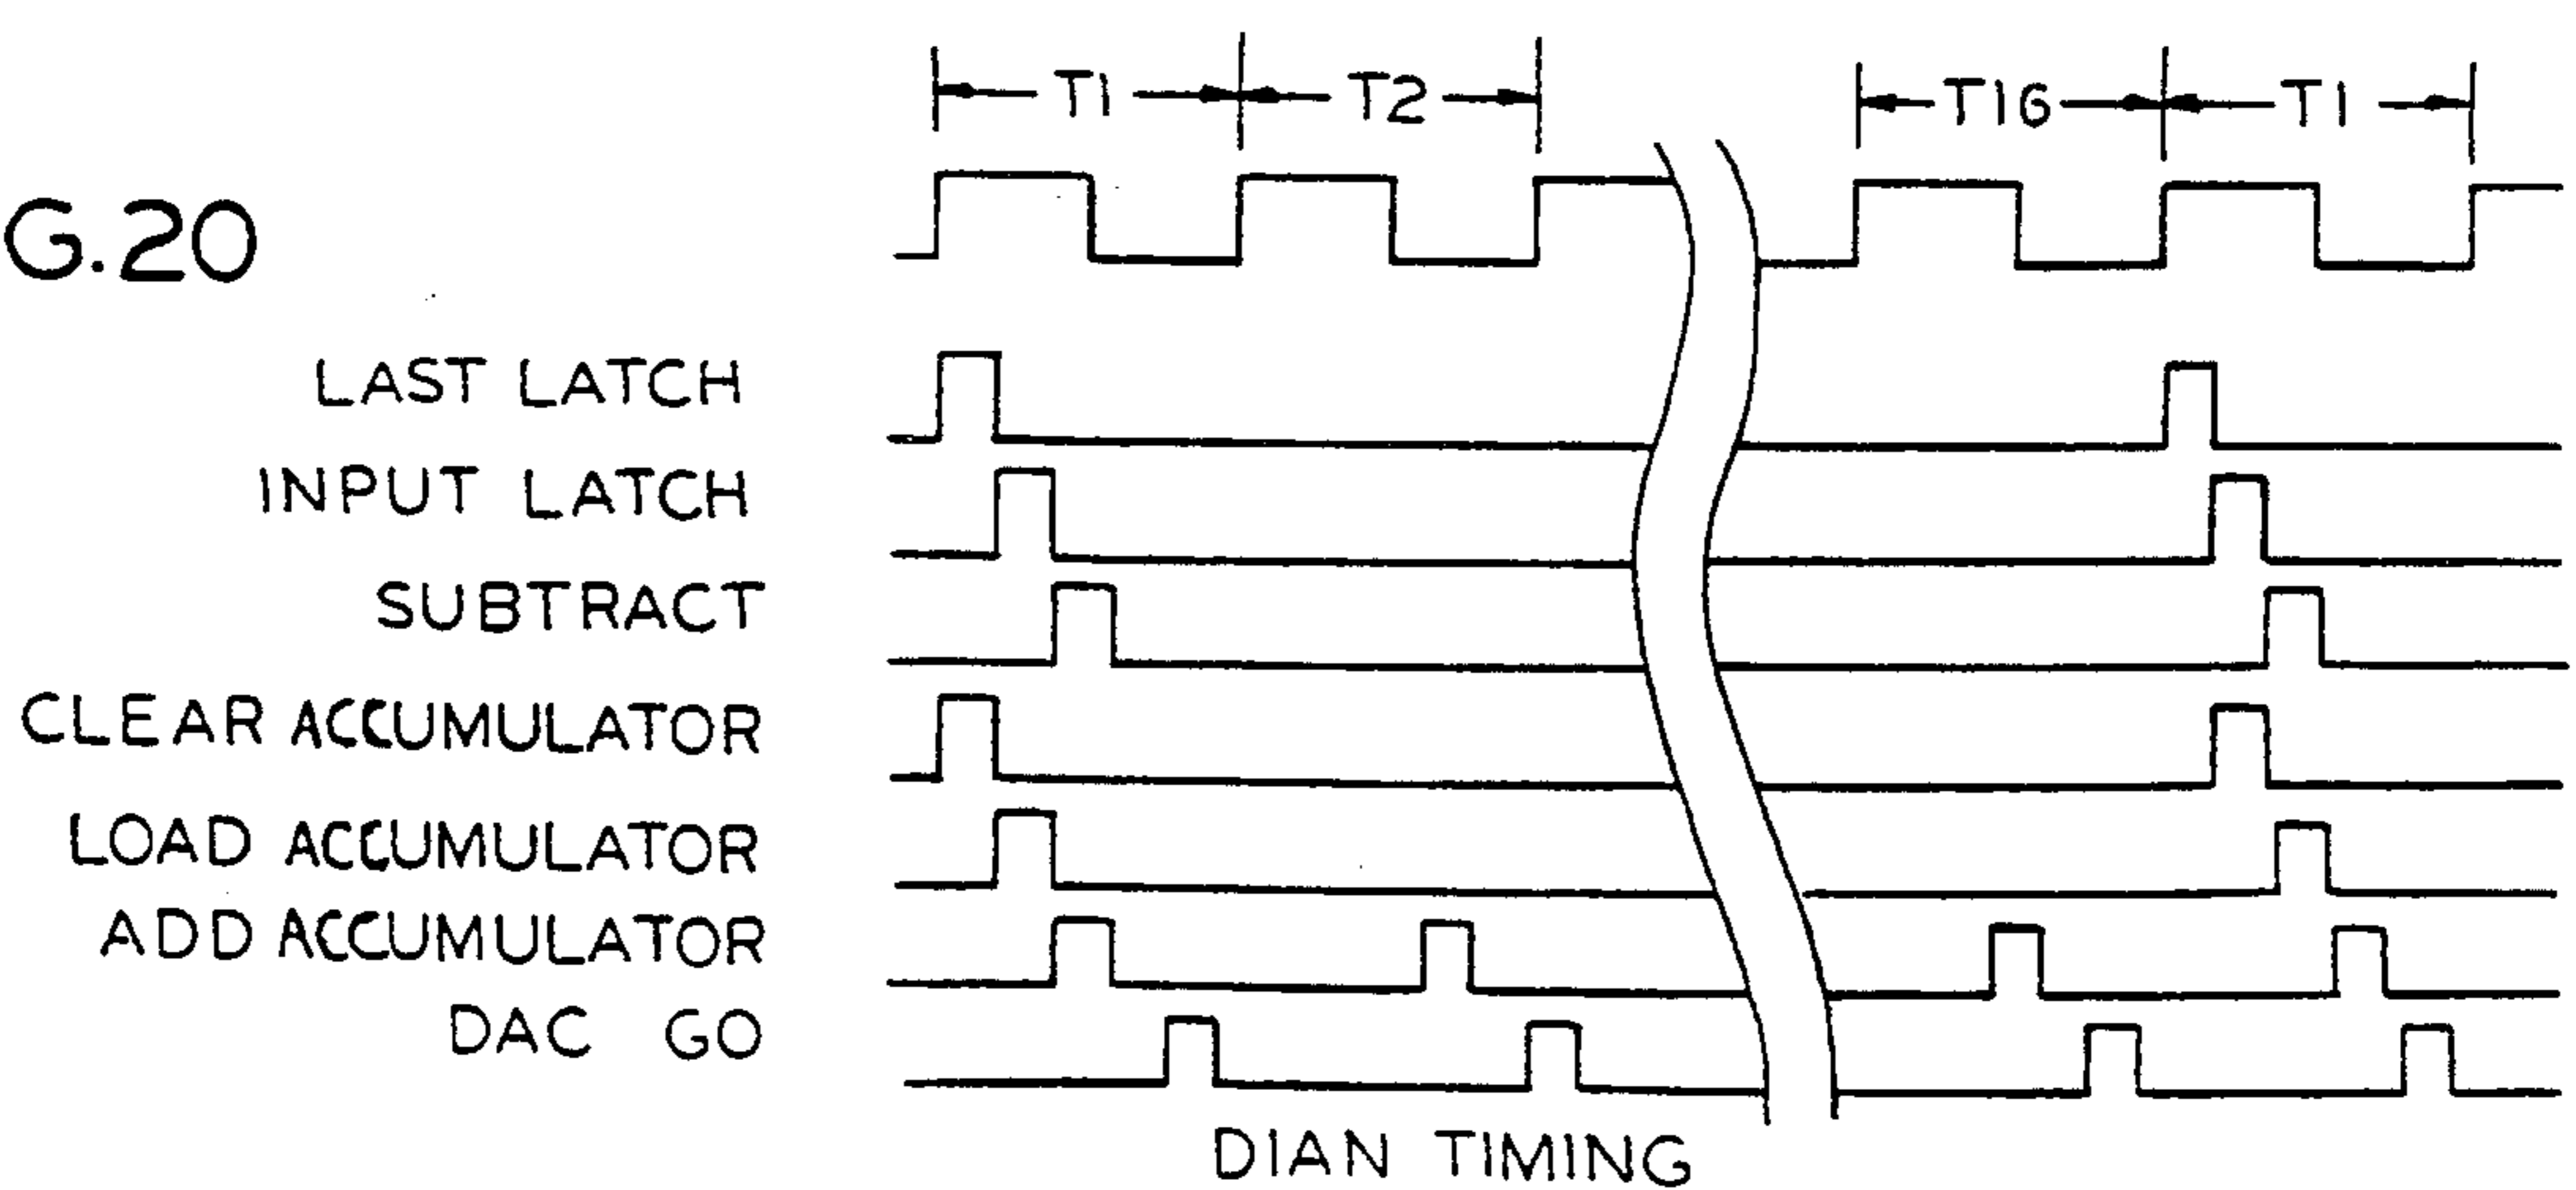 T1 T2 T16 T1
G.20
LAST LATCH
INPUT LATCH
SUBTRACT
CLEAR ACCUMULATOR
LOAD ACCUMULATOR
ADD ACCUMULATOR
DAC GO
DIAN TIMING